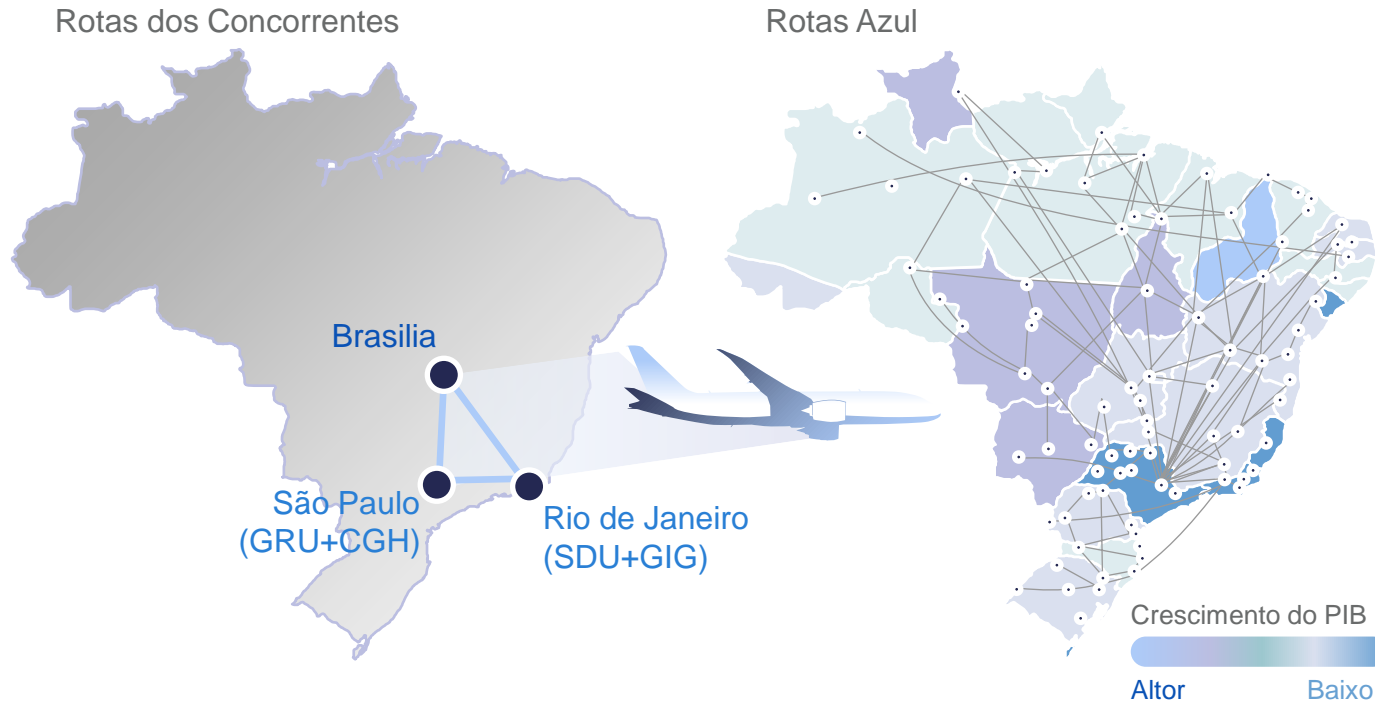 Rotas dos Concorrentes
Rotas Azul
Brasilia
São Paulo
(GRU+CGH)
Rio de Janeiro
(SDU+GIG)
Crescimento do PIB
Altor
Baixo